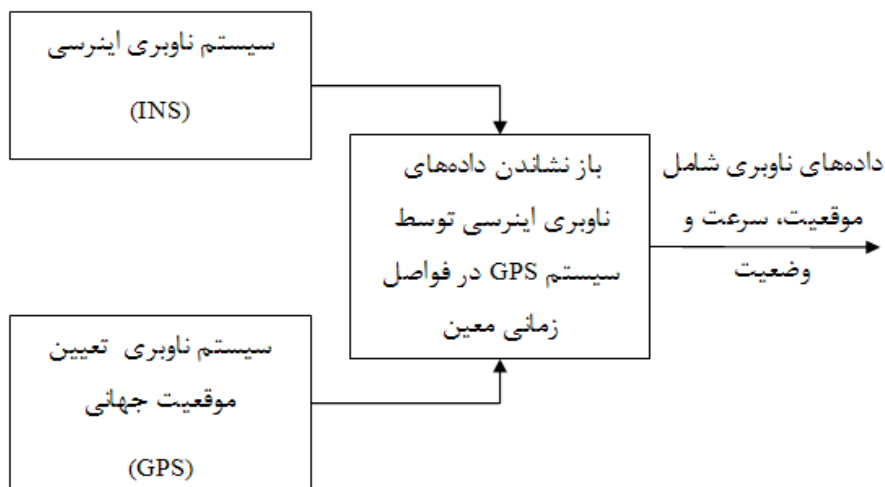 سیستم ناوبری اینرسی
(INS)
باز نشاندن داده‌های
ناوبری اینرسی توسط
سیستم GPS در فواصل
زمانی معین
داده‌های ناوبری شامل
موقعیت، سرعت و
وضعیت
سیستم ناوبری تعیین
موقعیت جهانی
(GPS)